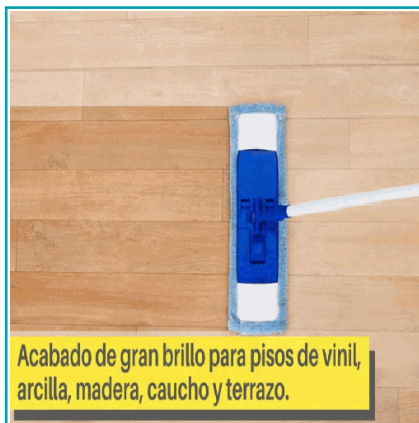 Acabado de gran brillo para pisos de vinil,
arcilla, madera, caucho y terrazo.